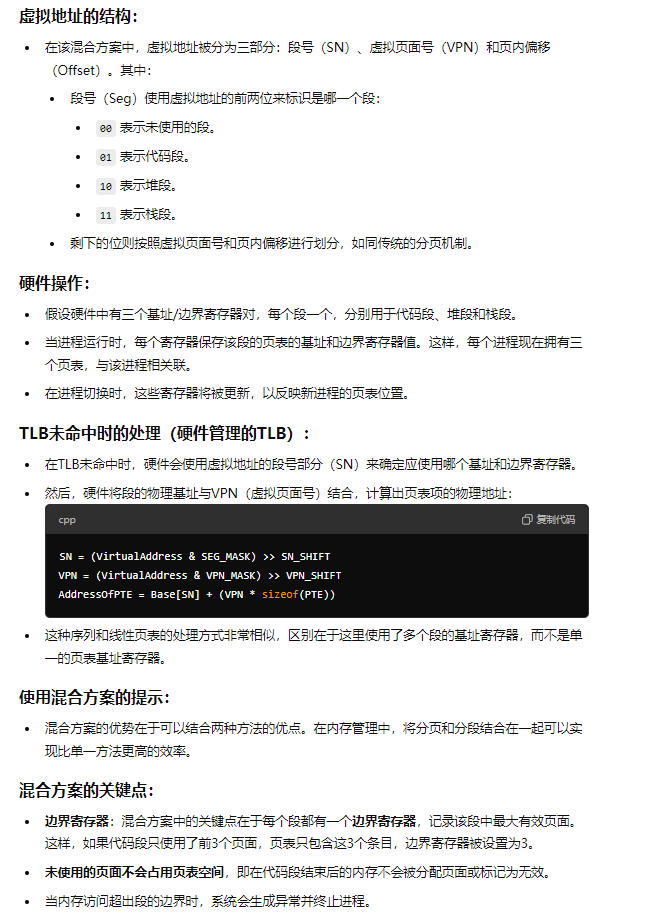 虚拟地址的结构：
在该混合方案中，虚拟地址被分为三部分：段号（SN）、虚拟页面号（VPN）和页内偏移
（Offset）。其中：
段号（Seg）使用虚拟地址的前两位来标识是哪一个段：
00 表示未使用的段。
01 表示代码段。
10 表示堆段。
11 表示栈段。
剩下的位则按照虚拟页面号和页内偏移进行划分，如同传统的分页机制。
硬件操作：
假设硬件中有三个基址/边界寄存器对，每个段一个，分别用于代码段、堆段和栈段。
当进程运行时，每个寄存器保存该段的页表的基址和边界寄存器值。这样，每个进程现在拥有三
个页表，与该进程相关联。
在进程切换时，这些寄存器将被更新，以反映新进程的页表位置。
TLB未命中时的处理（硬件管理的TLB）：
在TLB未命中时，硬件会使用虚拟地址的段号部分（SN）来确定应使用哪个基址和边界寄存器。
然后，硬件将段的物理基址与VPN（虚拟页面号）结合，计算出页表项的物理地址：
cpp 复制代码
SN = (VirtualAddress & SEG_MASK) >> SN_SHIFT
VPN = (VirtualAddress & VPN_MASK) >> VPN_SHIFT
AddressOfPTE = Base[SN] + (VPN * sizeof(PTE))
这种序列和线性页表的处理方式非常相似，区别在于这里使用了多个段的基址寄存器，而不是单
一的页表基址寄存器。
使用混合方案的提示：
混合方案的优势在于可以结合两种方法的优点。在内存管理中，将分页和分段结合在一起可以实
现比单一方法更高的效率。
混合方案的关键点：
边界寄存器：混合方案中的关键点在于每个段都有一个边界寄存器，记录该段中最大有效页面。
这样，如果代码段只使用了前3个页面，页表只包含这3个条目，边界寄存器被设置为3。
未使用的页面不会占用页表空间，即在代码段结束后的内存不会被分配页面或标记为无效。
当内存访问超出段的边界时，系统会生成异常并终止进程。